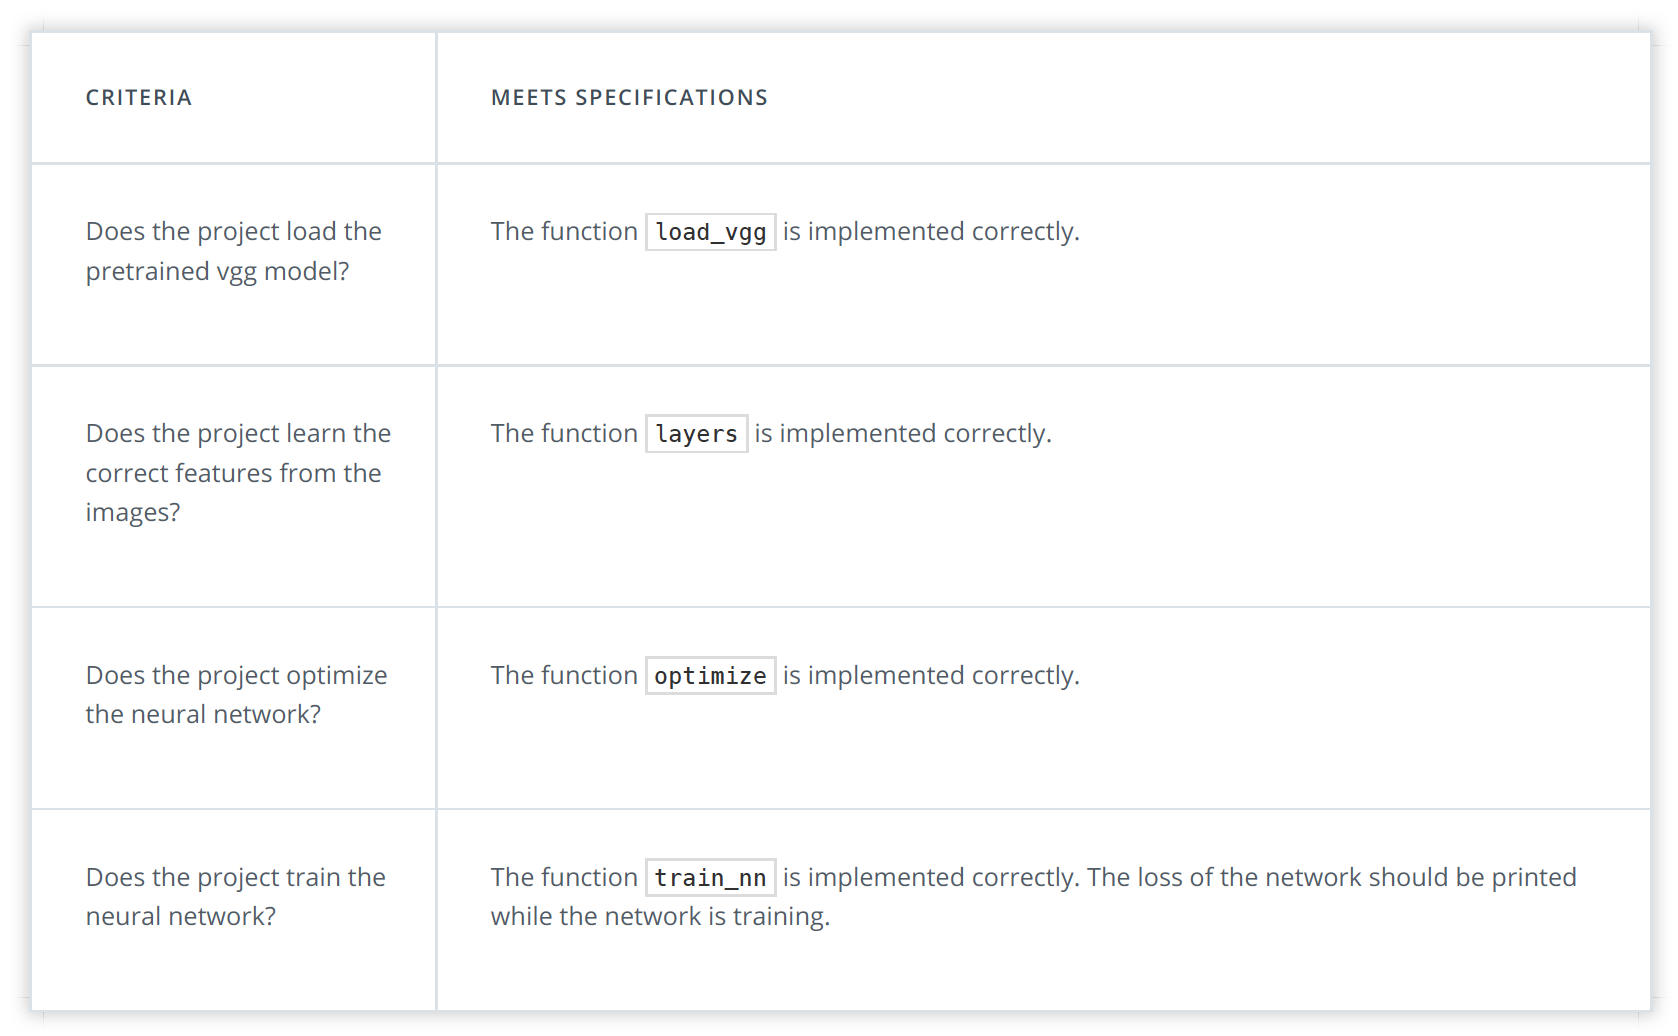 CRITERIA
MEETS SPECIFICATIONS
Does the project load the
pretrained vgg model?
The function load_vgg is implemented correctly.
Does the project learn the
correct features from the
images?
The function layers is implemented correctly.
Does the project optimize
the neural network?
The function optimize is implemented correctly.
Does the project train the
neural network?
The function train_nn is implemented correctly. The loss of the network should be printed
while the network is training.